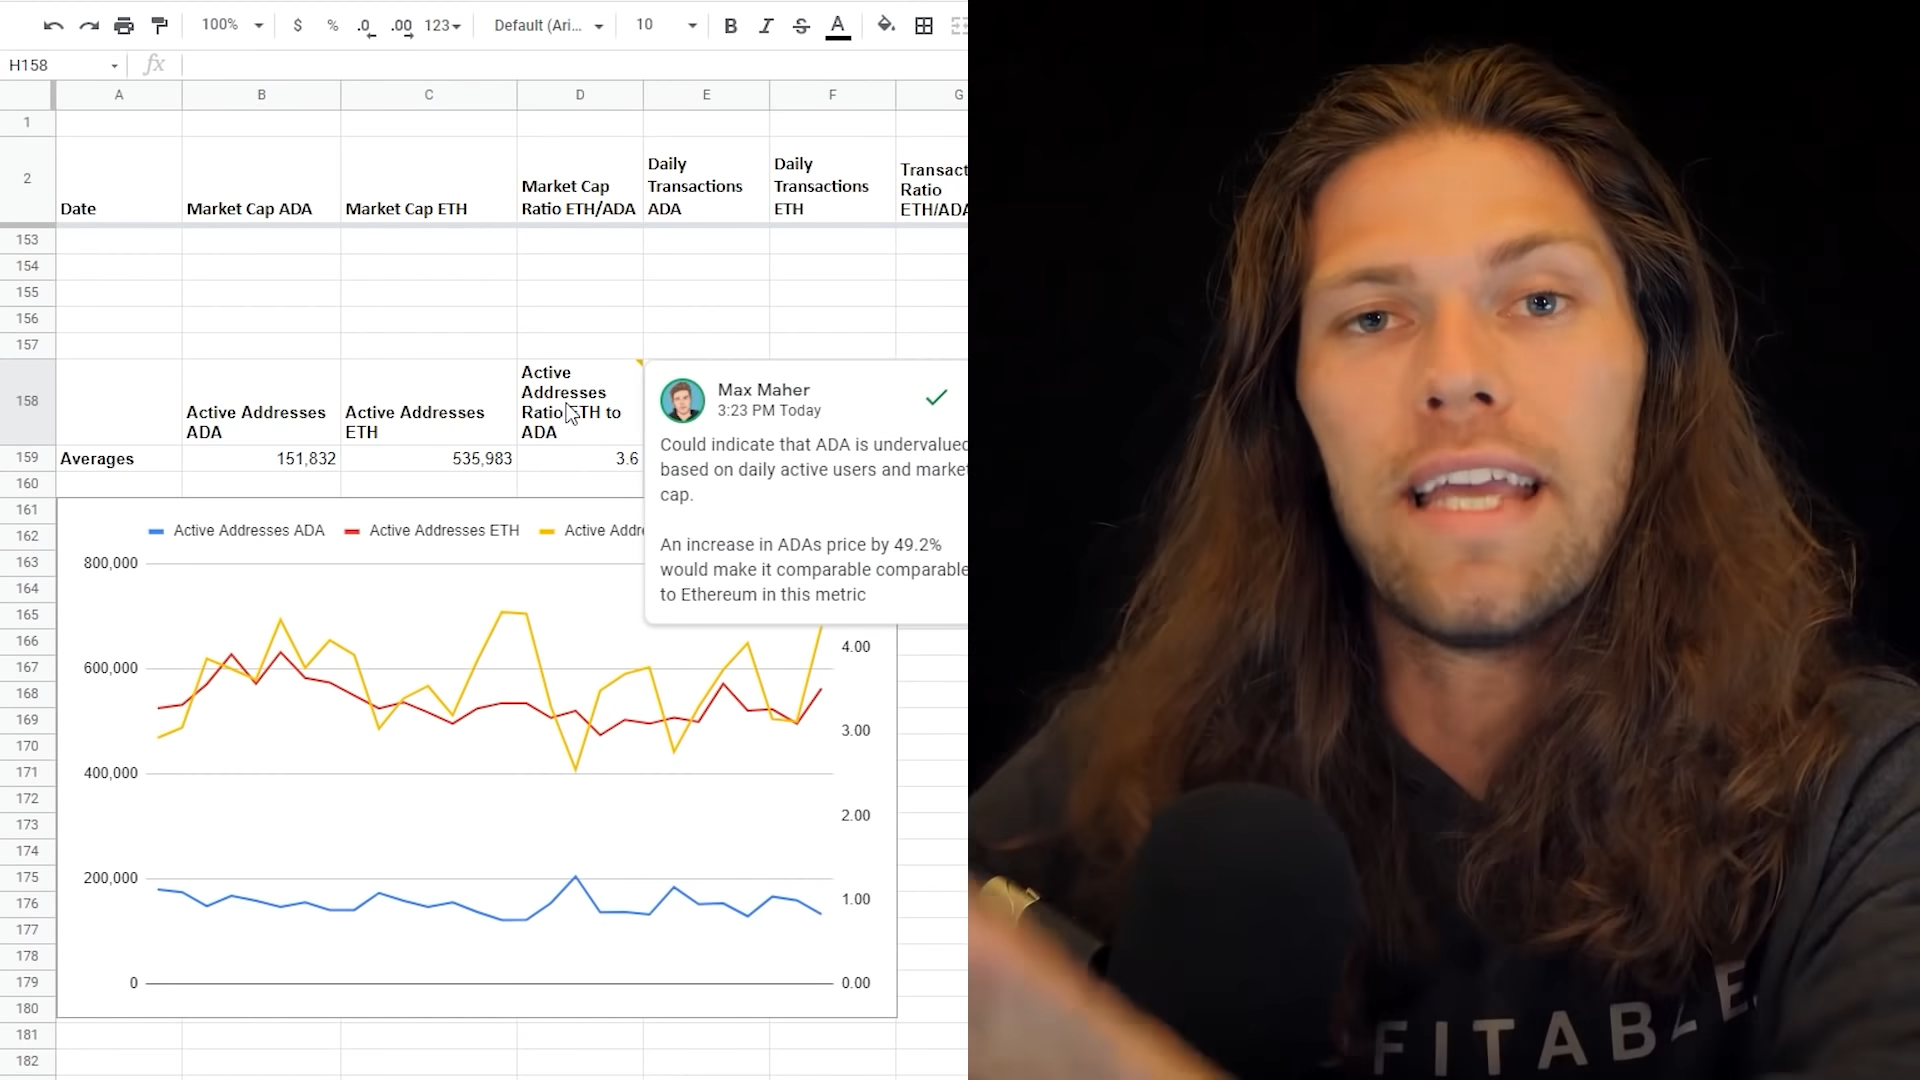 100%
$ % .0 .00 123
Default (Ari...
10
B I S A
H158
fx
A B C D E F G
1
2
Date
Market Cap ADA
Market Cap ETH
Market Cap
Ratio ETH/ADA
Daily
Transactions
ADA
Daily
Transactions
ETH
Transact
Ratio
ETH/ADA
153
154
155
156
157
158
Active Addresses
ADA
Active Addresses
ETH
Active
Addresses
Ratio ETH to
ADA
159
Averages 151,832 535,983 3.6
Max Maher
3:23 PM Today
Could indicate that ADA is undervalued
based on daily active users and market
cap.
An increase in ADAs price by 49.2%
would make it comparable comparable
to Ethereum in this metric
160
161
162
163
164
165
166
167
168
169
170
171
172
173
174
175
176
177
178
179
180
181
182
Active Addresses ADA Active Addresses ETH Active Addre
800,000
600,000
400,000
200,000
0
4.00
3.00
2.00
1.00
0.00
FITABLE.